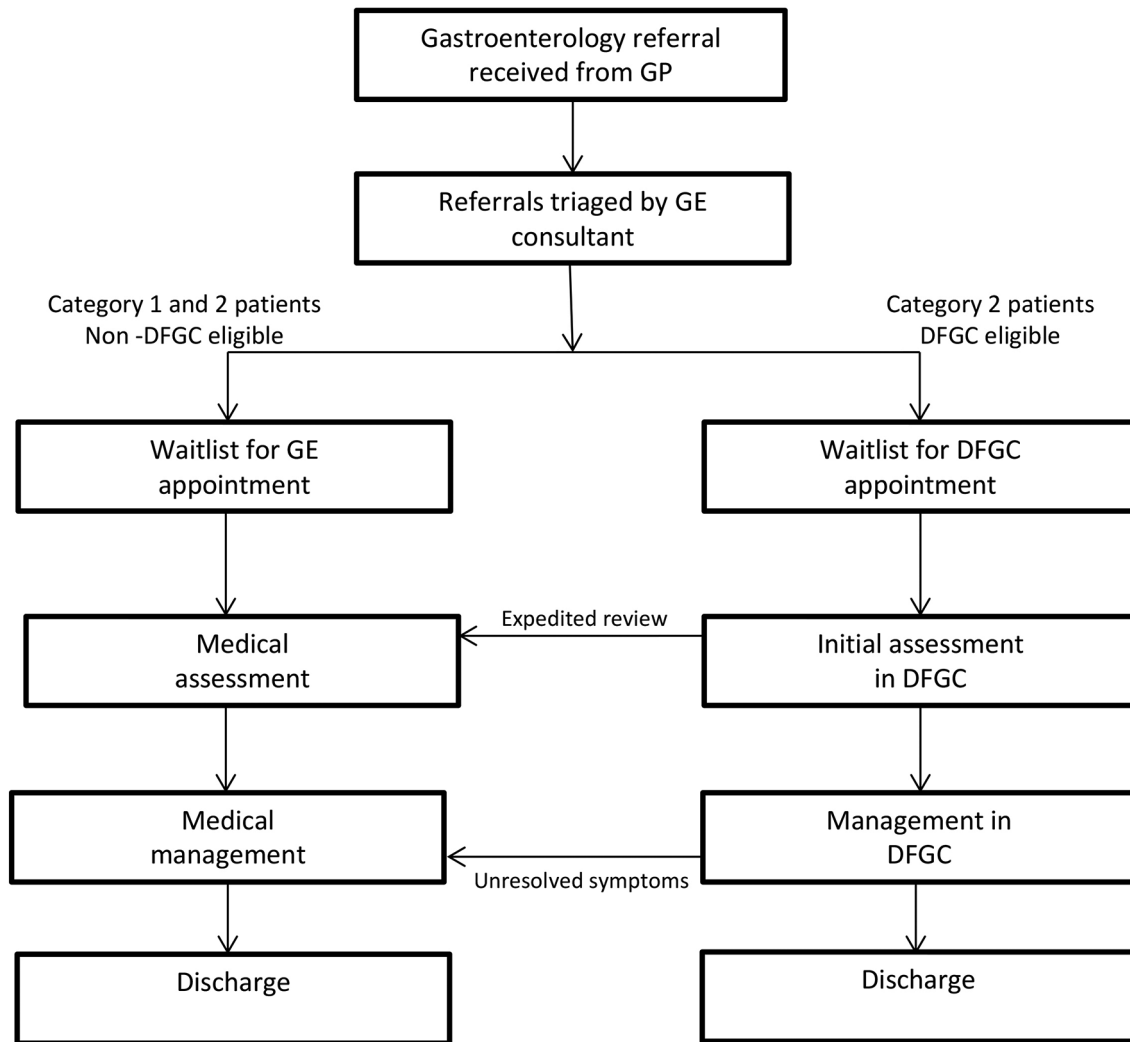 Gastroenterology referral
received from GP
Referrals triaged by GE
consultant
Category 1 and 2 patients
Non -DFGC eligible
Category 2 patients
DFGC eligible
Waitlist for GE
appointment
Waitlist for DFGC
appointment
Expedited review
Medical
assessment
Initial assessment
in DFGC
Medical
management
Management in
DFGC
Unresolved symptoms
Discharge
Discharge